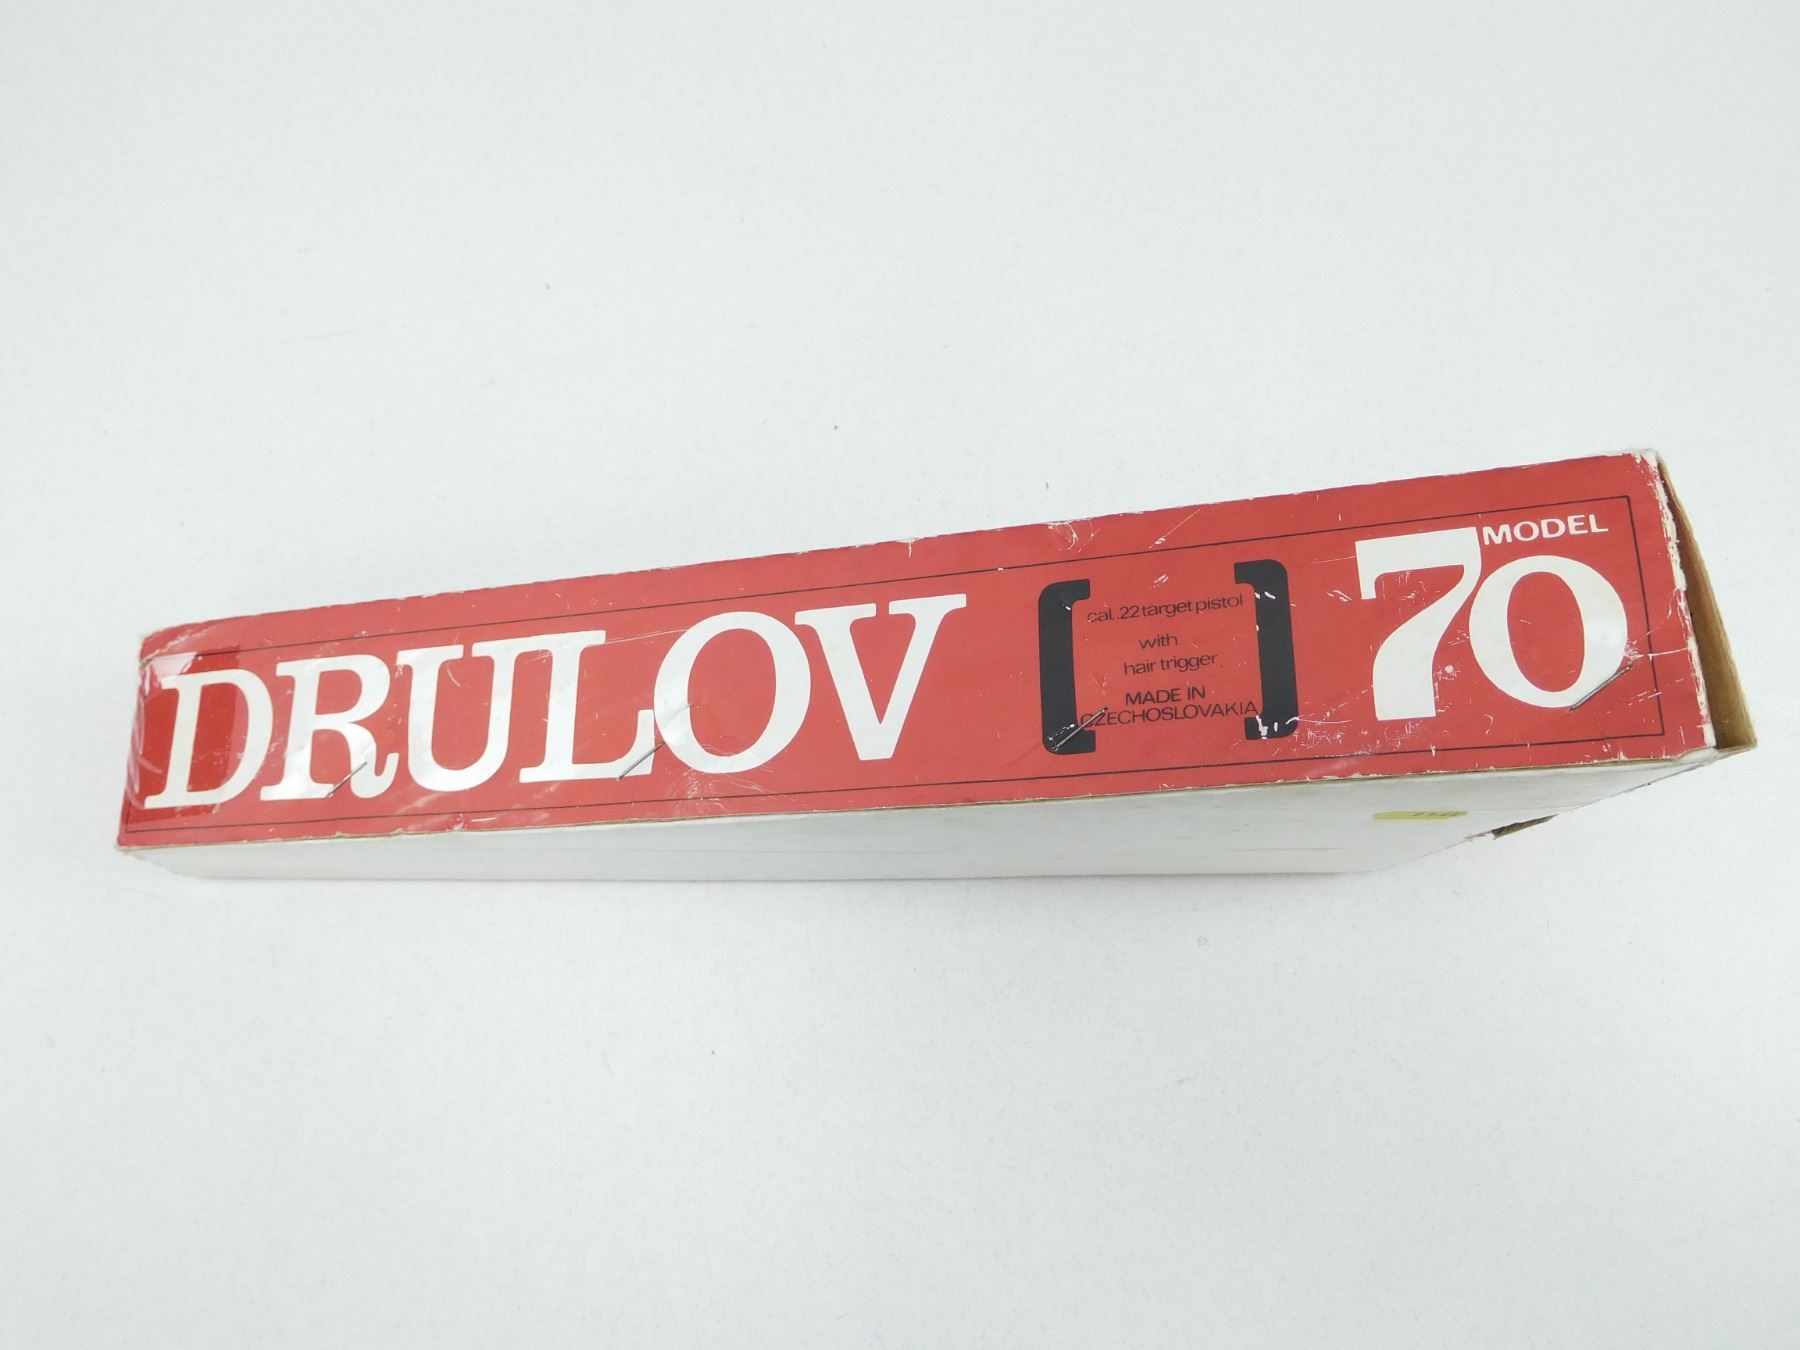 DRULOV
cal..22 target pistol
with
hair trigger
MADE IN
CZECHOSLOVAKIA
MODEL
70